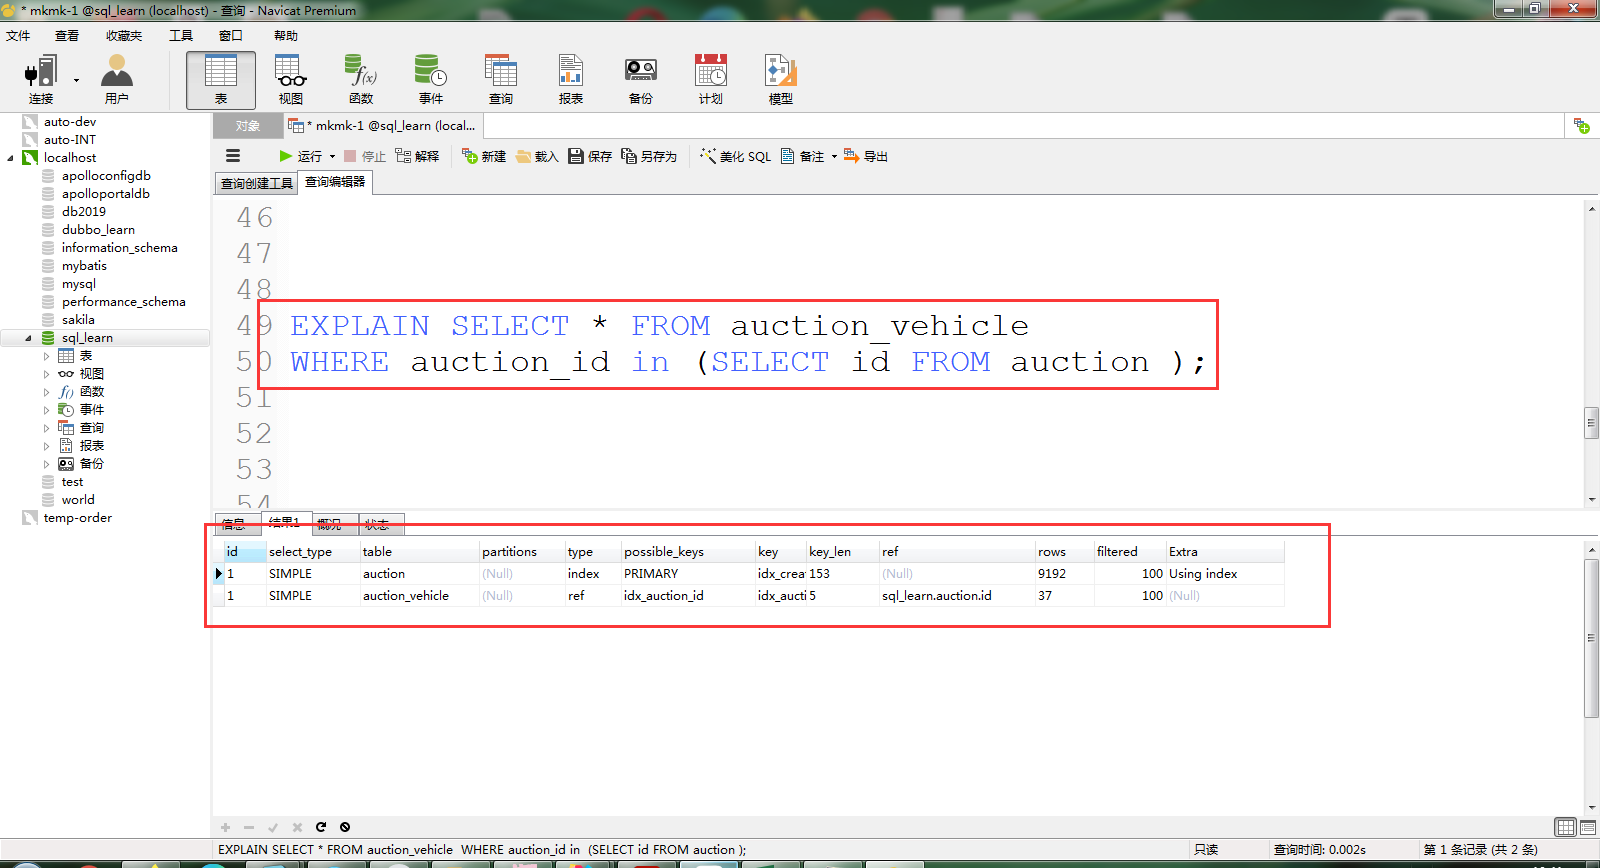 * mkmk-1 @sql_learn (localhost) - 查询 - Navicat Premium
文件 查看 收藏夹 工具 窗口 帮助
连接 用户 表 视图 函数 事件 查询 报表 备份 计划 模型
auto-dev
auto-INT
localhost
apolloconfigdb
apolloportaldb
db2019
dubbo_learn
information_schema
mybatis
mysql
performance_schema
sakila
sql_learn
表
视图
函数
事件
查询
报表
备份
test
world
temp-order
对象 * mkmk-1 @sql_learn (local...
运行 停止 解释 新建 载入 保存 另存为 美化 SQL 备注 导出
查询创建工具 查询编辑器
46
47
48
49 EXPLAIN SELECT * FROM auction_vehicle
50 WHERE auction_id in (SELECT id FROM auction );
51
52
53
54
信息 结果1 概况 状态
id select_type table partitions type possible_keys key key_len ref rows filtered Extra
1 SIMPLE auction (Null) index PRIMARY idx_crea 153 (Null) 9192 100 Using index
1 SIMPLE auction_vehicle (Null) ref idx_auction_id idx_aucti 5 sql_learn.auction.id 37 100 (Null)
EXPLAIN SELECT * FROM auction_vehicle WHERE auction_id in (SELECT id FROM auction ); 只读 查询时间: 0.002s 第 1 条记录 (共 2 条)